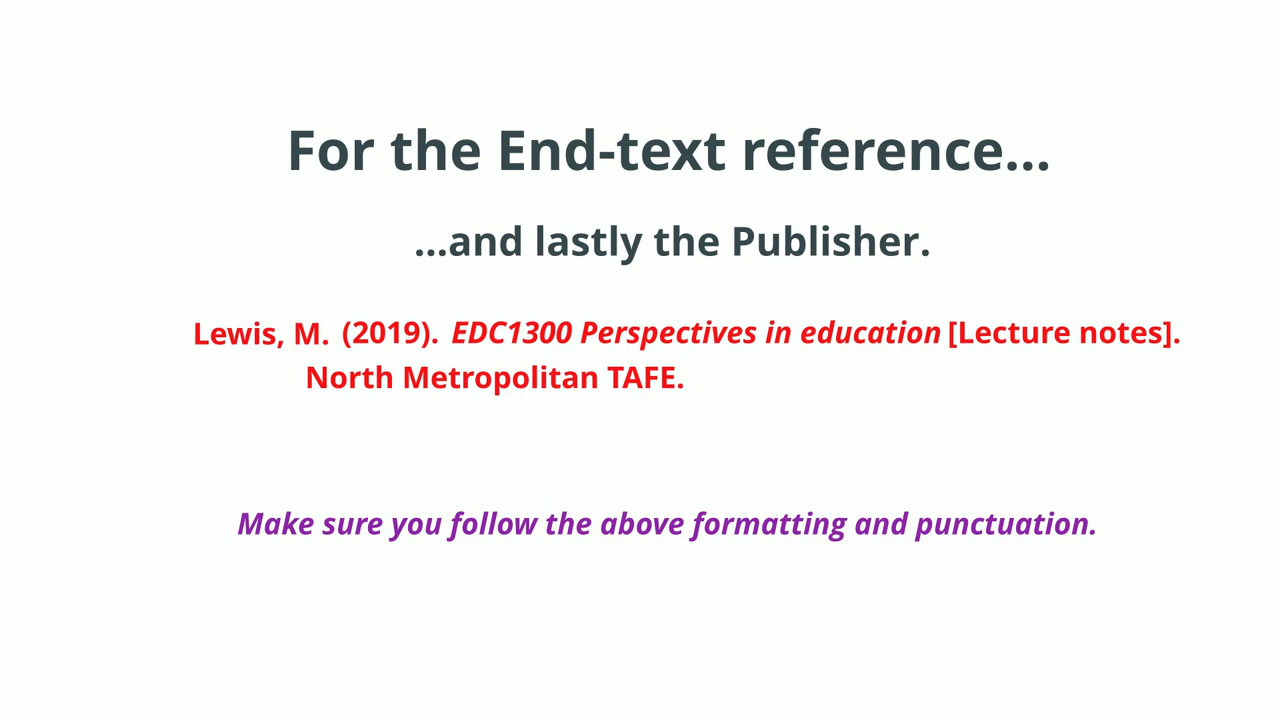 For the End-text reference...
...and lastly the Publisher.
Lewis, M. (2019). EDC1300 Perspectives in education [Lecture notes].
North Metropolitan TAFE.
Make sure you follow the above formatting and punctuation.